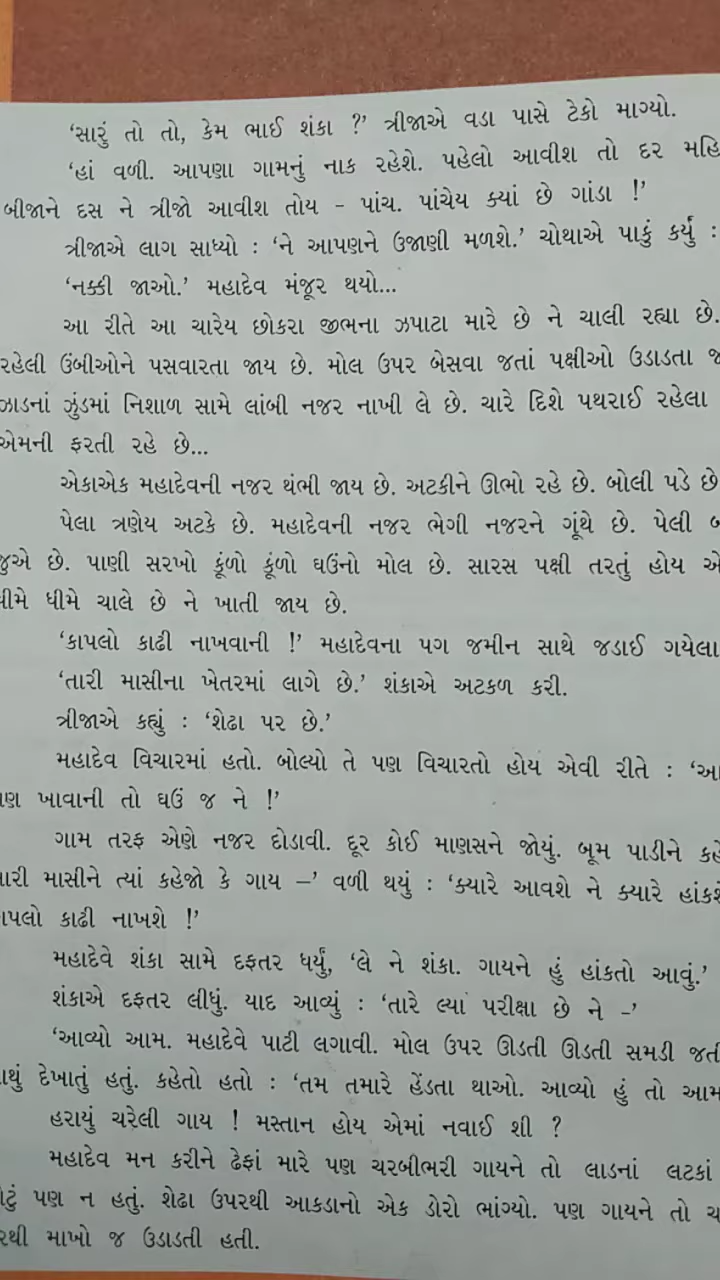 ‘સારું તો તો, કેમ ભાઈ શંકા ?’ ત્રીજાએ વડા પાસે ટેકો માગ્યો.
‘હાં વળી. આપણા ગામનું નાક રહેશે. પહેલો આવીશ તો દર
બીજાને દસ ને ત્રીજો આવીશ તોય – પાંચ. પાંચેય ક્યાં છે ગાંડા !’
ત્રીજાએ લાગ સાધ્યો : ‘ને આપણને ઉજાણી મળશે.’ ચોથાએ પાકું કર્યું :
‘નક્કી જાઓ.’ મહાદેવ મંજૂર થયો...
આ રીતે આ ચારેય છોકરા જીભના ઝપાટા મારે છે ને ચાલી રહ્યા છે.
રહેલી ઉંબીઓને પસવારતા જાય છે. મોલ ઉપર બેસવા જતાં પક્ષીઓ ઉડાડતા
ઝાડનાં ઝુંડમાં નિશાળ સામે લાંબી નજર નાખી લે છે. ચારે દિશે પથરાઈ રહેલા
એમની ફરતી રહે છે...
એકાએક મહાદેવની નજર થંભી જાય છે. અટકીને ઊભો રહે છે. બોલી પડે છે
પેલા ત્રણેય અટકે છે. મહાદેવની નજર ભેગી નજરને ગૂંથે છે. પેલી
જુએ છે. પાણી સરખો કૂંળો કૂંળો ઘઉંનો મોલ છે. સારસ પક્ષી તરતું હોય
ધીમે ધીમે ચાલે છે ને ખાતી જાય છે.
‘કાપલો કાઢી નાખવાની !’ મહાદેવના પગ જમીન સાથે જડાઈ ગયેલા
‘તારી માસીના ખેતરમાં લાગે છે.’ શંકાએ અટકળ કરી.
ત્રીજાએ કહ્યું : ‘શેઢા પર છે.’
મહાદેવ વિચારમાં હતો. બોલ્યો તે પણ વિચારતો હોય એવી રીતે :
ખાવાની તો ઘઉં જ ને !’
ગામ તરફ એણે નજર દોડાવી. દૂર કોઈ માણસને જોયું. બૂમ પાડીને
માસીને ત્યાં કહેજો કે ગાય –’ વળી થયું : ‘ક્યારે આવશે ને ક્યારે
કાઢી નાખશે !’
મહાદેવે શંકા સામે દફતર ધર્યું, ‘લે ને શંકા. ગાયને હું હાંકતો આવું.’
શંકાએ દફતર લીધું. યાદ આવ્યું : ‘તારે લ્યા પરીક્ષા છે ને –’
‘આવ્યો આમ. મહાદેવે પાટી લગાવી. મોલ ઉપર ઊડતી ઊડતી સમડી
દેખાતું હતું. કહેતો હતો : ‘તમ તમારે હેંડતા થાઓ. આવ્યો હું તો આમ
હરાયું ચરેલી ગાય ! મસ્તાન હોય એમાં નવાઈ શી ?
મહાદેવ મન કરીને ઢેફાં મારે પણ ચરબીભરી ગાયને તો લાડનાં લટકાં
પણ ન હતું. શેઢા ઉપરથી આકડાનો એક ડોરો ભાંગ્યો. પણ ગાયને તો
માખો જ ઉડાડતી હતી.